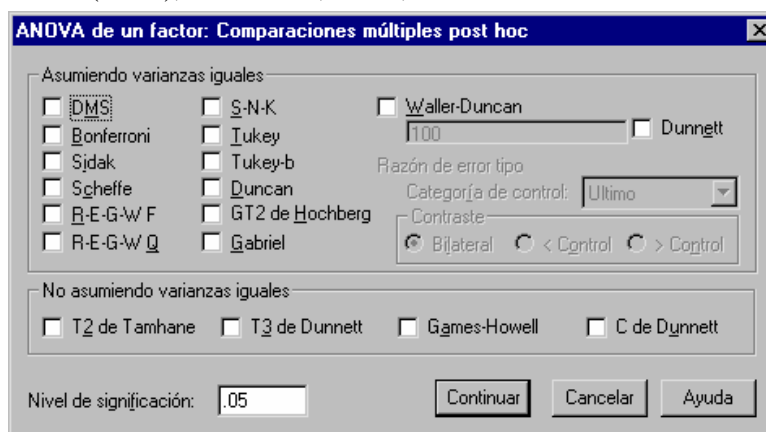 ANOVA de un factor: Comparaciones múltiples post hoc
Asumiendo varianzas iguales
DMS
Bonferroni
Sidak
Scheffe
R-E-G-W F
R-E-G-W Q
S-N-K
Tukey
Tukey-b
Duncan
GT2 de Hochberg
Gabriel
Waller-Duncan
100
Dunnett
Razón de error tipo
Categoría de control: Ultimo
Contraste
Bilateral < Control > Control
No asumiendo varianzas iguales
T2 de Tamhane T3 de Dunnett Games-Howell C de Dunnett
Nivel de significación: .05 Continuar Cancelar Ayuda